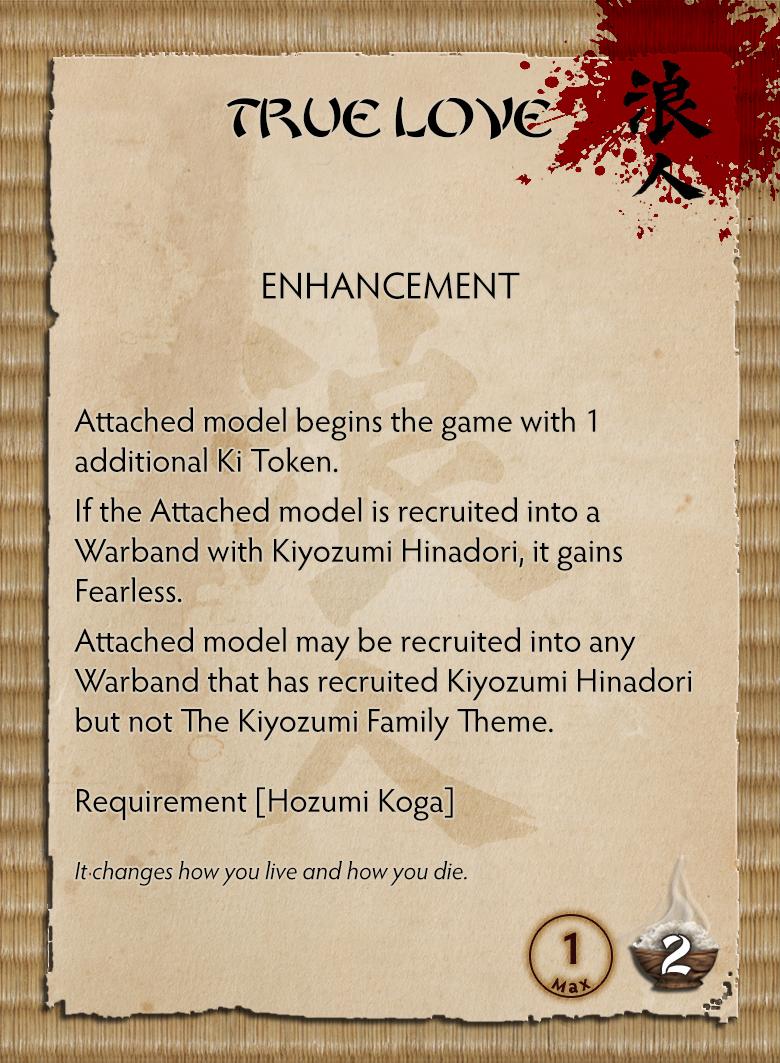 TRUE LOVE
浪
人
ENHANCEMENT
Attached model begins the game with 1
additional Ki Token.
If the Attached model is recruited into a
Warband with Kiyozumi Hinadori, it gains
Fearless.
Attached model may be recruited into any
Warband that has recruited Kiyozumi Hinadori
but not The Kiyozumi Family Theme.
Requirement [Hozumi Koga]
It changes how you live and how you die.
1
Max
2